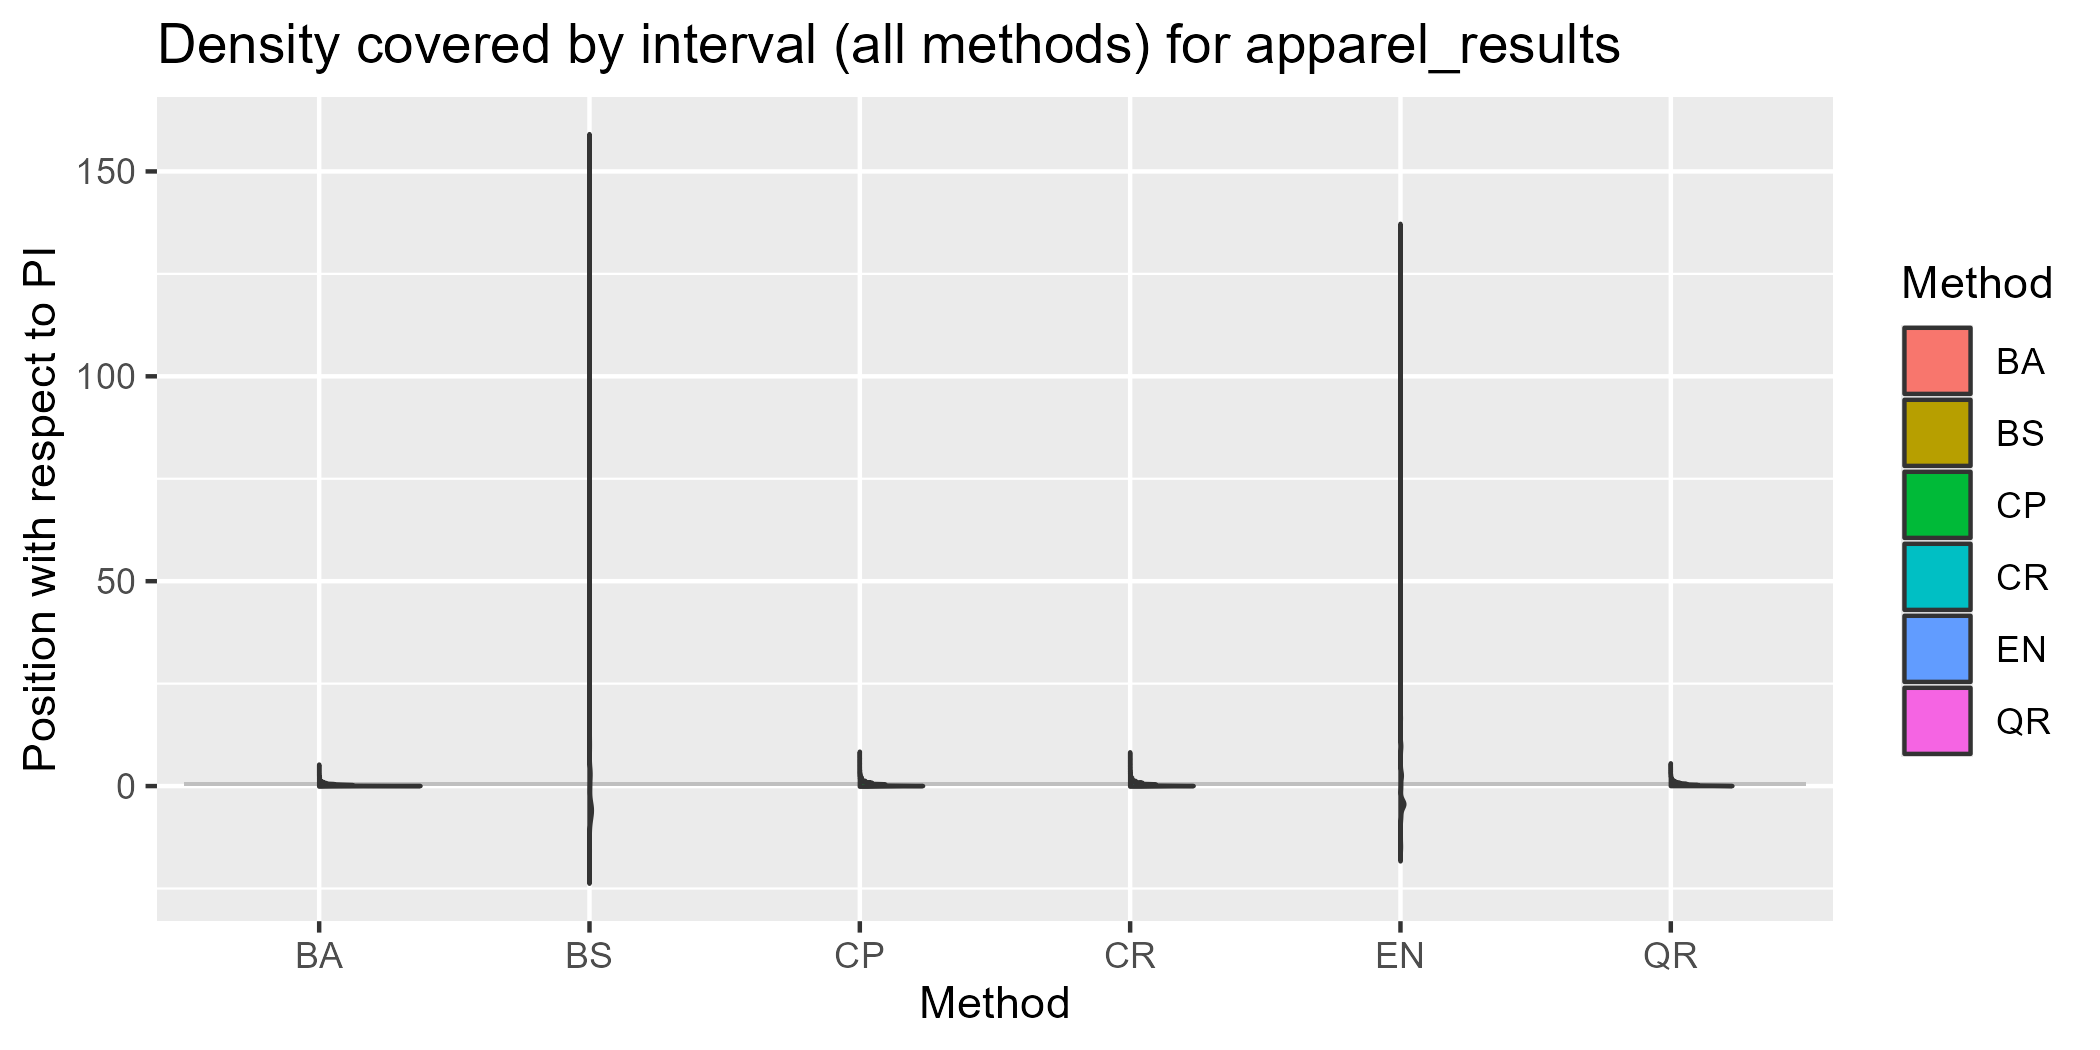 Density covered by interval (all methods) for apparel_results
Position with respect to PI
150
100
50
0
BA
BS
CP
CR
EN
QR
Method
Method
BA
BS
CP
CR
EN
QR